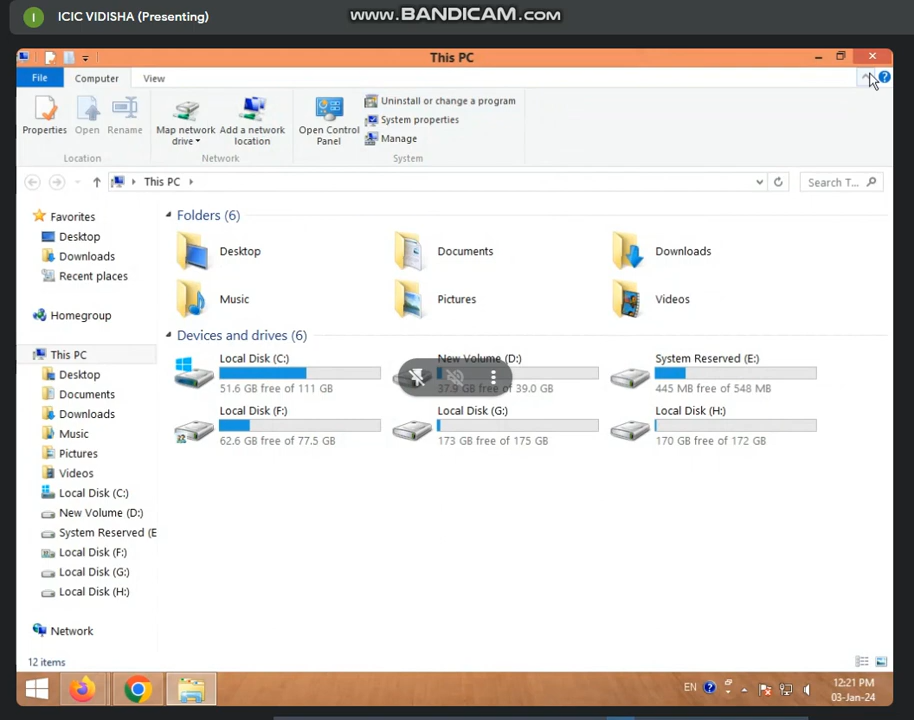 I ICIC VIDISHA (Presenting)
www.BANDICAM.com
This PC
File Computer View
Properties Open Rename
Map network drive
Add a network location
Open Control Panel
Uninstall or change a program
System properties
Manage
Location Network System
This PC
Search T...
Favorites
Desktop
Downloads
Recent places
Homegroup
This PC
Desktop
Documents
Downloads
Music
Pictures
Videos
Local Disk (C:)
New Volume (D:)
System Reserved (E
Local Disk (F:)
Local Disk (G:)
Local Disk (H:)
Network
Folders (6)
Desktop Documents Downloads
Music Pictures Videos
Devices and drives (6)
Local Disk (C:)
51.6 GB free of 111 GB
New Volume (D:)
37.9 GB free of 39.0 GB
System Reserved (E:)
445 MB free of 548 MB
Local Disk (F:)
62.6 GB free of 77.5 GB
Local Disk (G:)
173 GB free of 175 GB
Local Disk (H:)
170 GB free of 172 GB
12 items
EN
12:21 PM
03-Jan-24